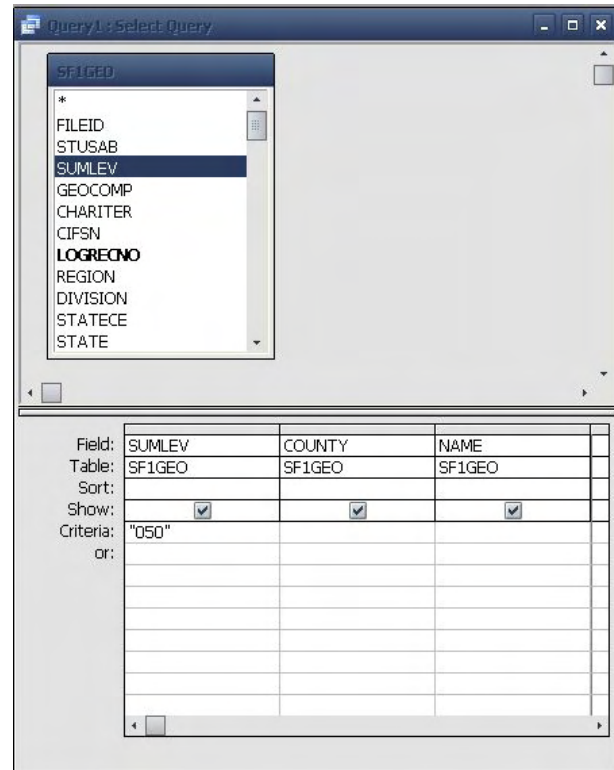 Query1 : Select Query
SF1GEO
*
FILEID
STUSAB
SUMLEV
GEOCOMP
CHARITER
CIFSN
LOGRECNO
REGION
DIVISION
STATECE
STATE
Field: SUMLEV COUNTY NAME
Table: SF1GEO SF1GEO SF1GEO
Sort:
Show:
Criteria: "050"
or: